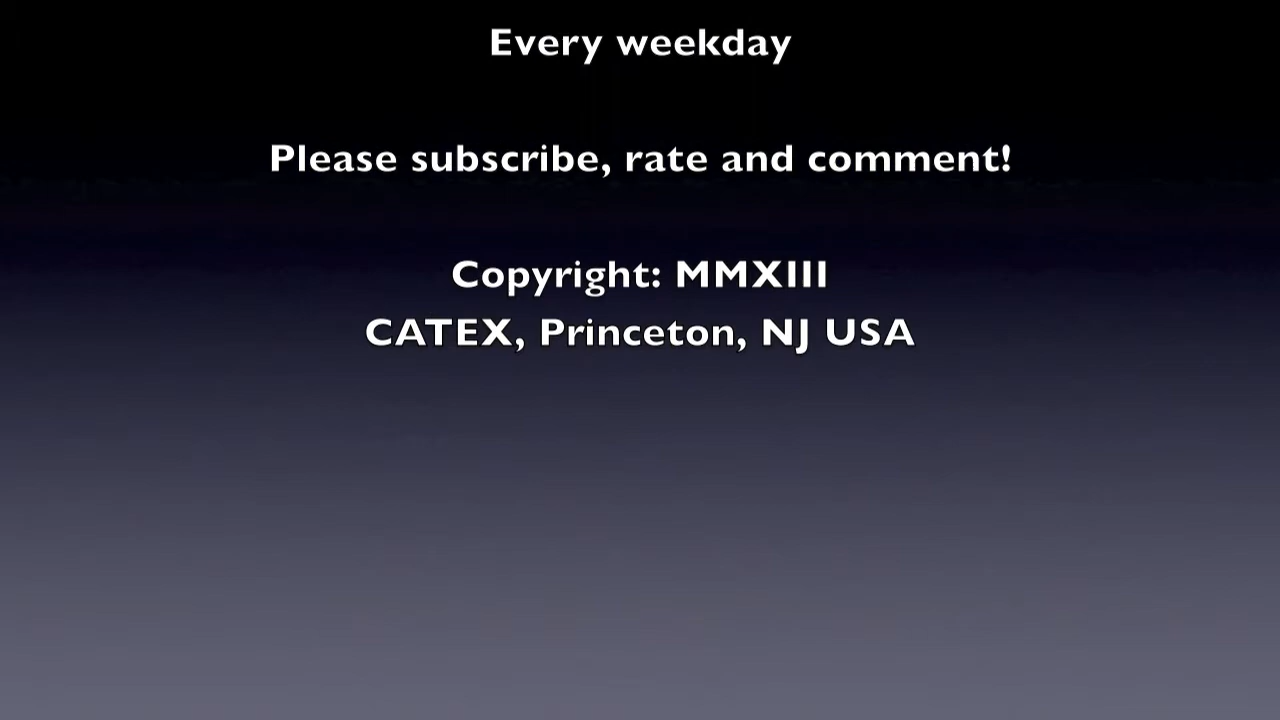 Every weekday
Please subscribe, rate and comment!
Copyright: MMXIII
CATEX, Princeton, NJ USA